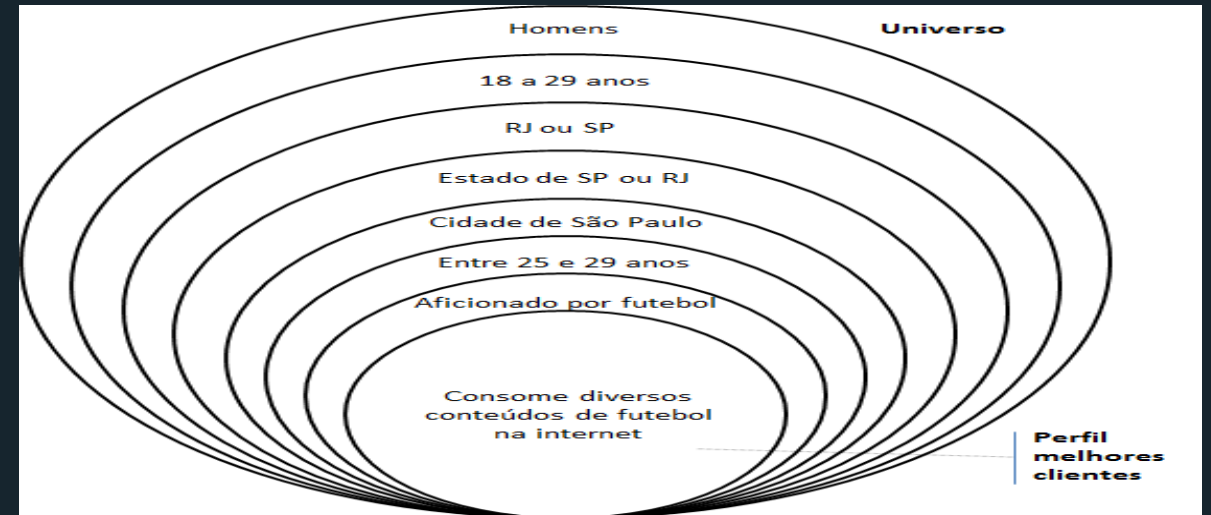 Homens
Universo
18 a 29 anos
RJ ou SP
Estado de SP ou RJ
Cidade de São Paulo
Entre 25 e 29 anos
Aficionado por futebol
Consome diversos
conteúdos de futebol
na internet
Perfil
melhores
clientes